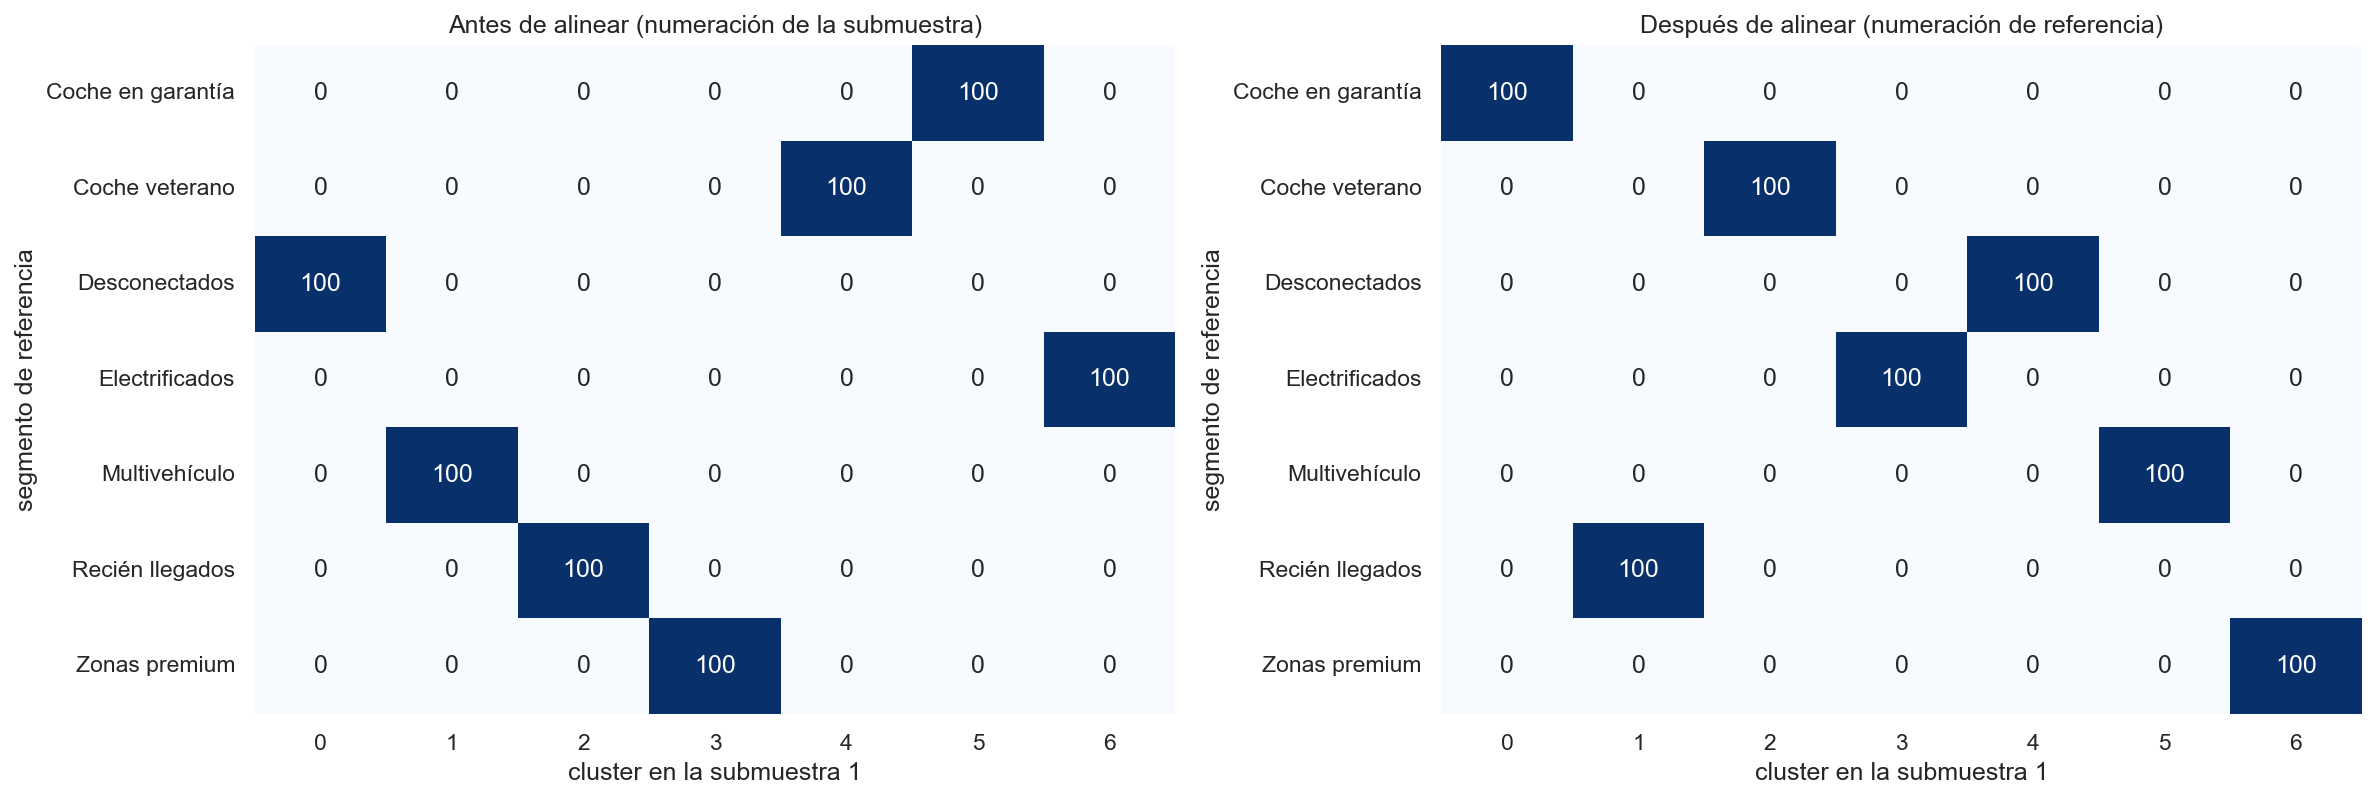 Antes de alinear (numeración de la submuestra)
segmento de referencia
Coche en garantía 0 0 0 0 0 100 0
Coche veterano 0 0 0 0 100 0 0
Desconectados 100 0 0 0 0 0 0
Electrificados 0 0 0 0 0 0 100
Multivehículo 0 100 0 0 0 0 0
Recién llegados 0 0 100 0 0 0 0
Zonas premium 0 0 0 100 0 0 0
0 1 2 3 4 5 6
cluster en la submuestra 1
Después de alinear (numeración de referencia)
segmento de referencia
Coche en garantía 100 0 0 0 0 0 0
Coche veterano 0 0 100 0 0 0 0
Desconectados 0 0 0 0 100 0 0
Electrificados 0 0 0 100 0 0 0
Multivehículo 0 0 0 0 0 100 0
Recién llegados 0 100 0 0 0 0 0
Zonas premium 0 0 0 0 0 0 100
0 1 2 3 4 5 6
cluster en la submuestra 1